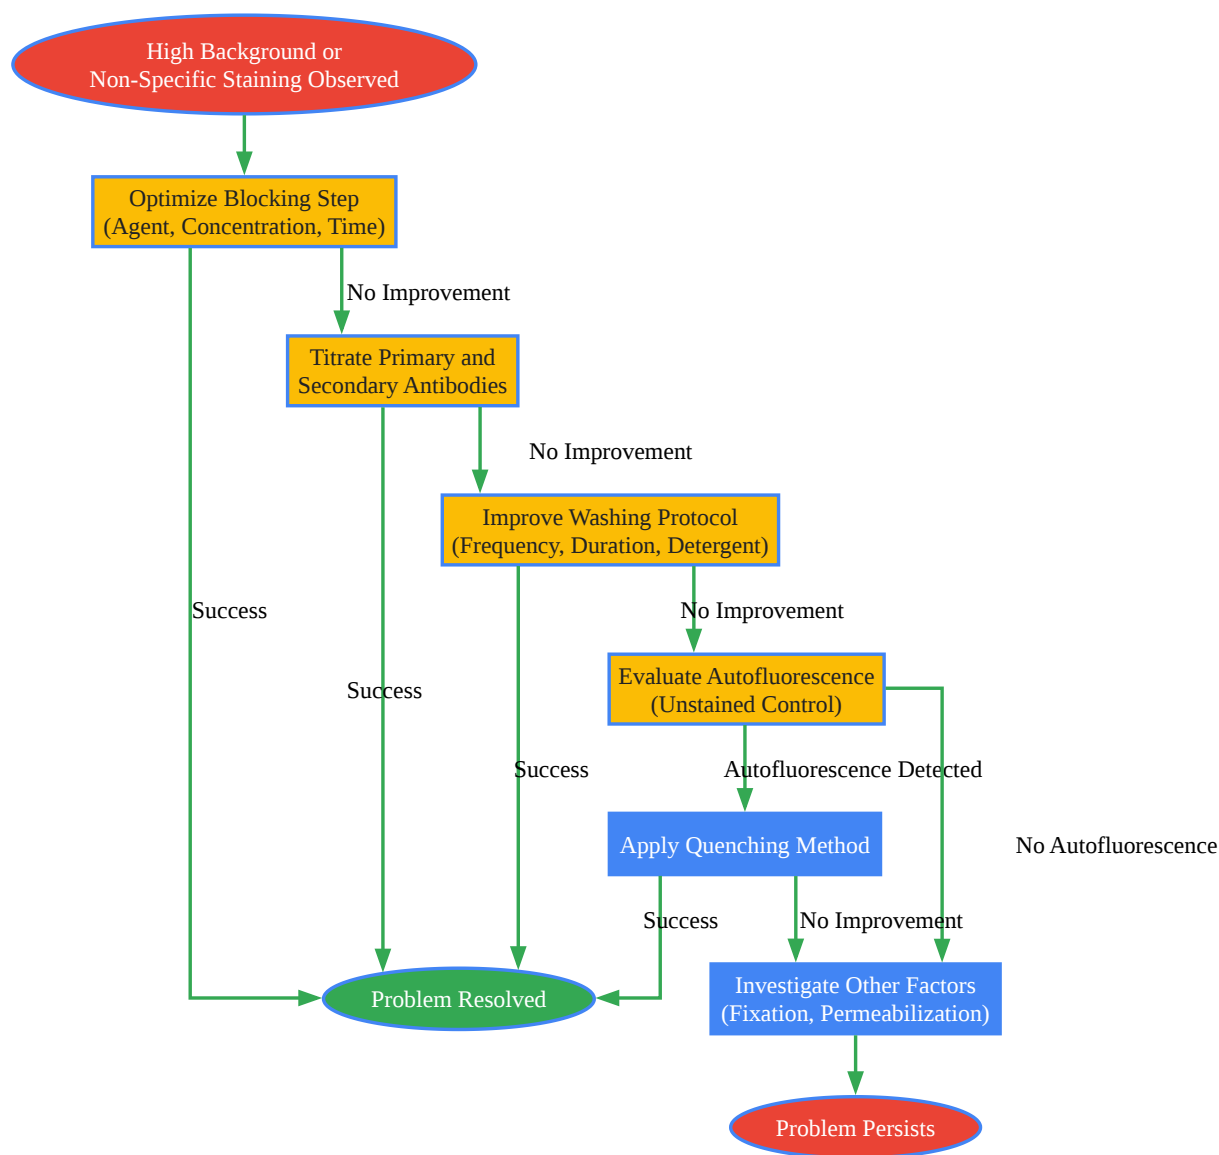 High Background or
Non-Specific Staining Observed
Optimize Blocking Step
(Agent, Concentration, Time)
No Improvement
Titrate Primary and
Secondary Antibodies
No Improvement
Improve Washing Protocol
(Frequency, Duration, Detergent)
Success
No Improvement
Evaluate Autofluorescence
(Unstained Control)
Success
Success
Autofluorescence Detected
Apply Quenching Method
No Autofluorescence
Success
No Improvement
Problem Resolved
Investigate Other Factors
(Fixation, Permeabilization)
Problem Persists